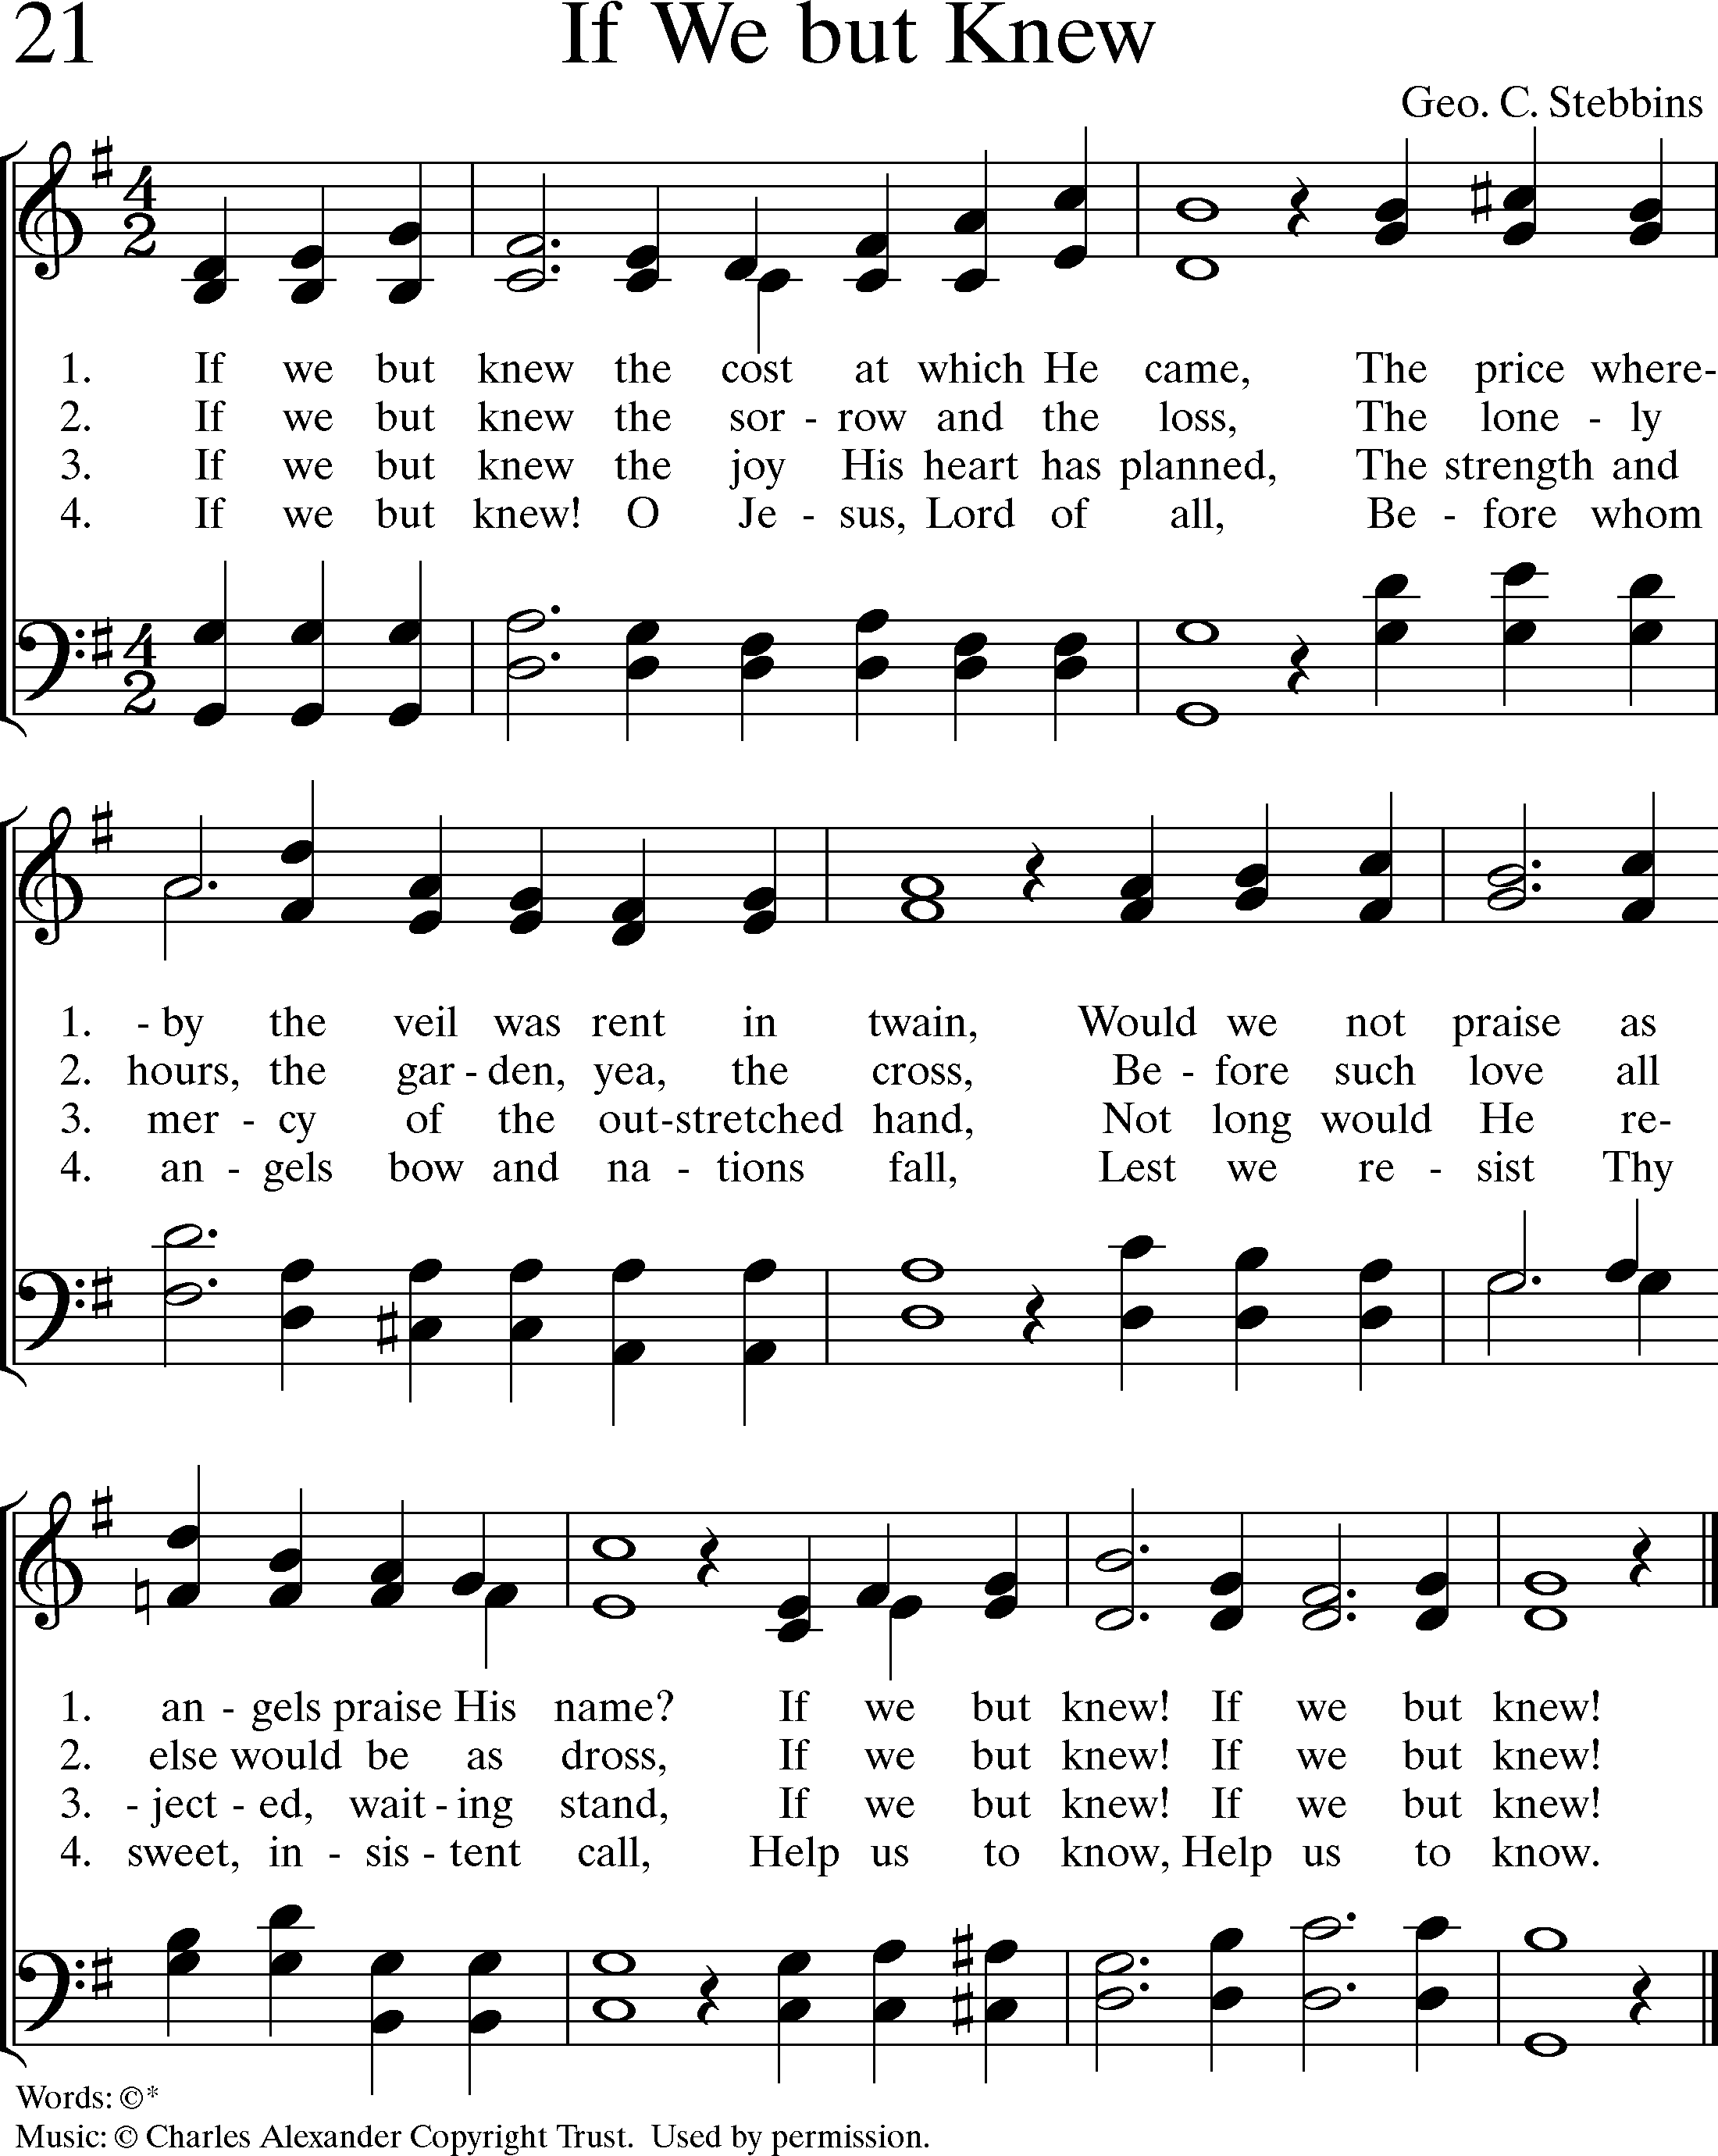 21
If We but Knew
Geo. C. Stebbins
4
2
1. If we but knew the cost at which He came, The price where-
2. If we but knew the sor - row and the loss, The lone - ly
3. If we but knew the joy His heart has planned, The strength and
4. If we but knew! O Je - sus, Lord of all, Be - fore whom
4
2
1. - by the veil was rent in twain, Would we not praise as
2. hours, the gar - den, yea, the cross, Be - fore such love all
3. mer - cy of the out-stretched hand, Not long would He re-
4. an - gels bow and na - tions fall, Lest we re - sist Thy
1. an - gels praise His name? If we but knew! If we but knew!
2. else would be as dross, If we but knew! If we but knew!
3. - ject - ed, wait - ing stand, If we but knew! If we but knew!
4. sweet, in - sis - tent call, Help us to know, Help us to know.
Words: ©*
Music: © Charles Alexander Copyright Trust. Used by permission.